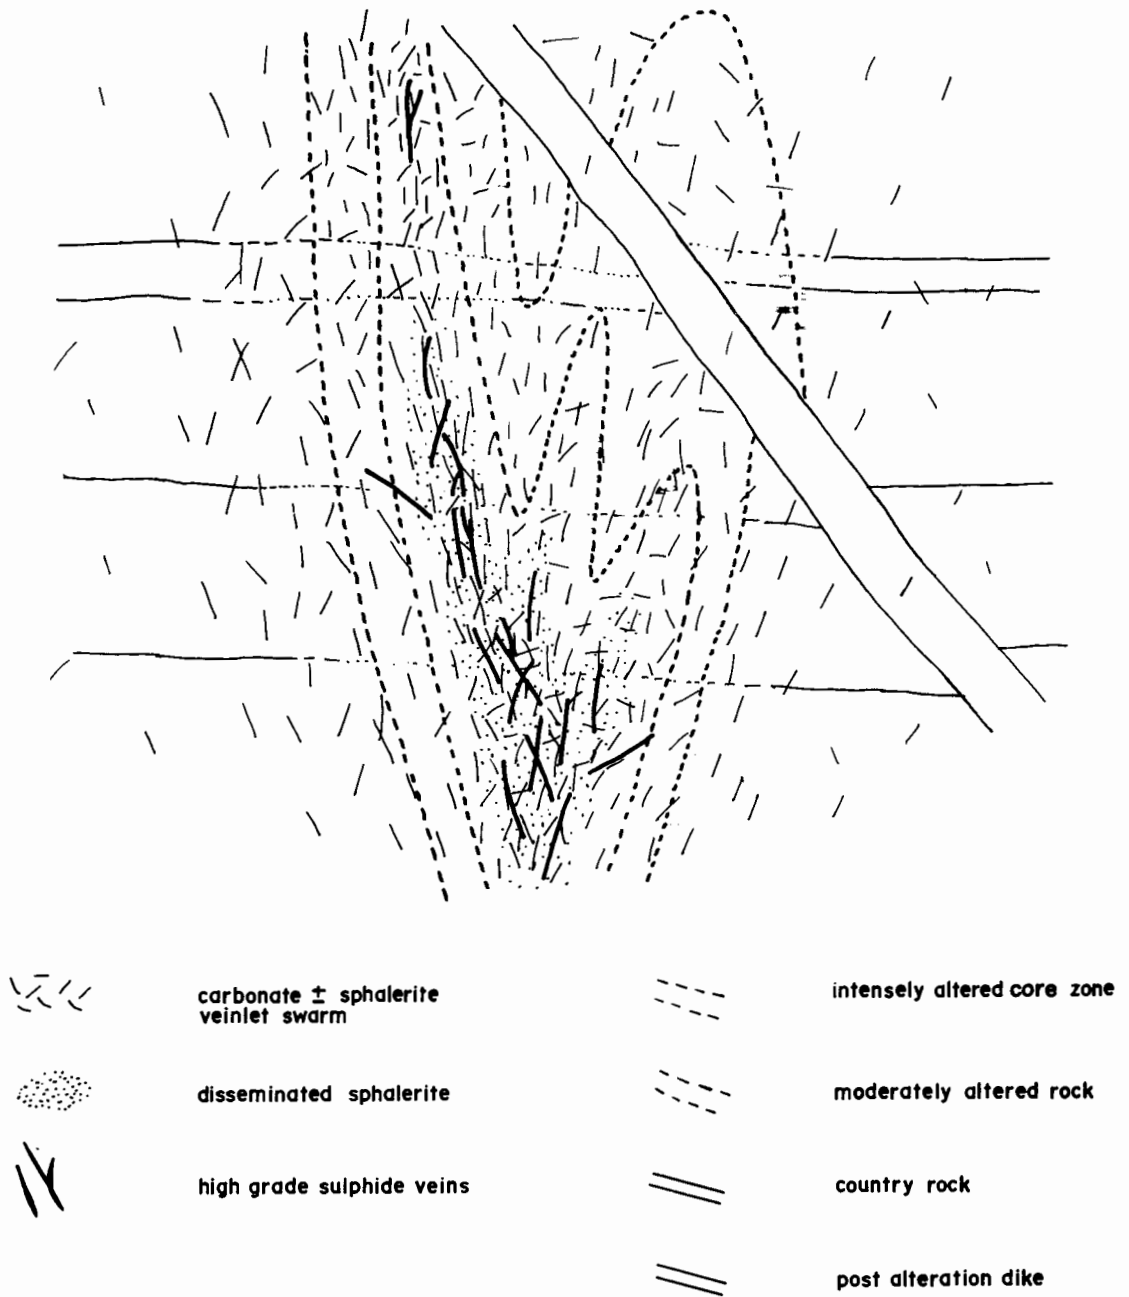 carbonate ± sphalerite
veinlet swarm
disseminated sphalerite
high grade sulphide veins
intensely altered core zone
moderately altered rock
country rock
post alteration dike